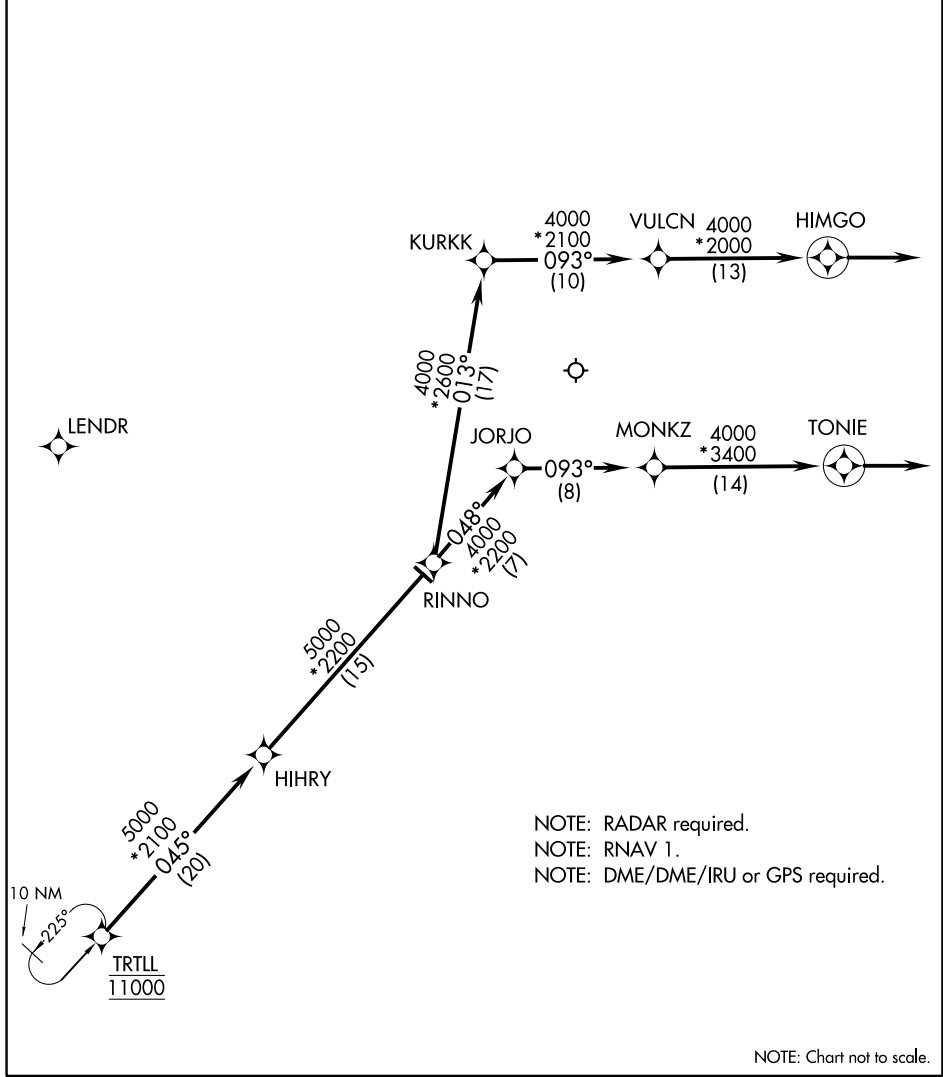 4000
*2100
093°
(10)
KURKK
VULCN
4000
*2000
(13)
HIMGO
4000
*2600
013°
(17)
LENDR
JORJO
093°
(8)
MONKZ
4000
*3400
(14)
TONIE
048°
4000
*2200
(7)
RINNO
5000
*2200
(15)
HIHRY
5000
*2100
045°
(20)
10 NM
225°
TRTLL
11000
NOTE: RADAR required.
NOTE: RNAV 1.
NOTE: DME/DME/IRU or GPS required.
NOTE: Chart not to scale.